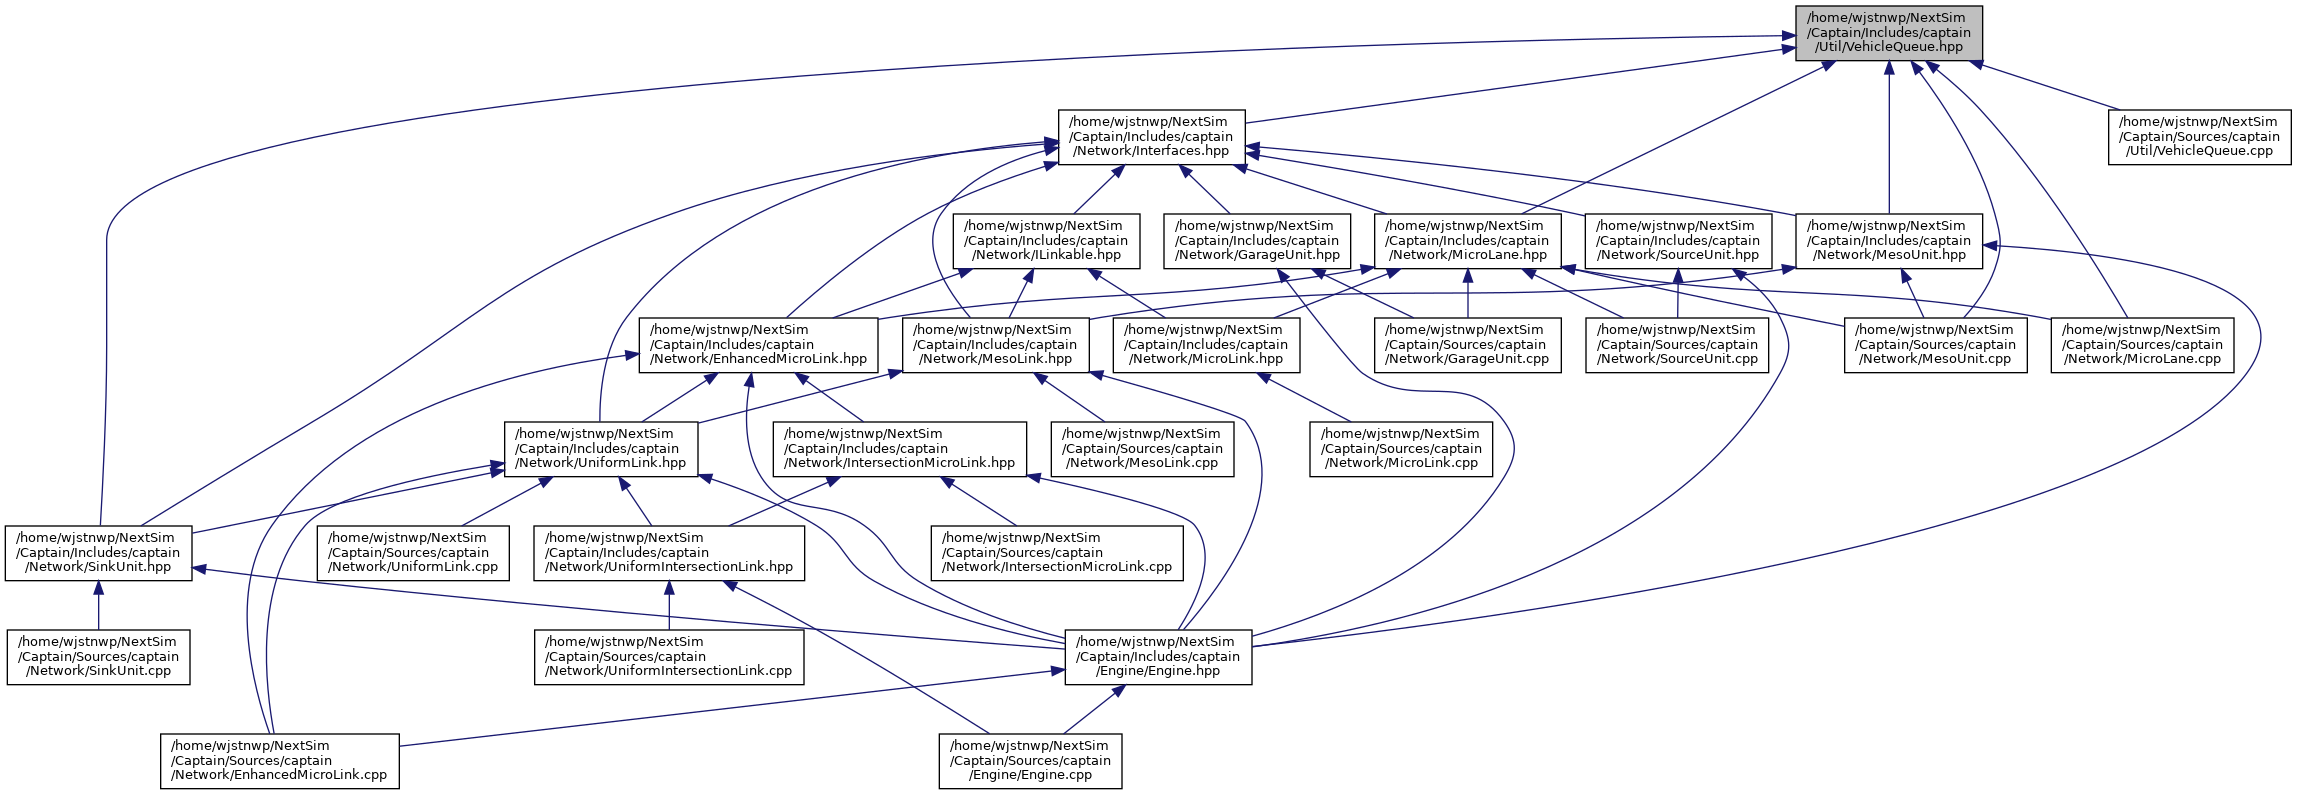 /home/wjstnwp/NextSim
/Captain/Includes/captain
/Util/VehicleQueue.hpp
/home/wjstnwp/NextSim
/Captain/Includes/captain
/Network/Interfaces.hpp
/home/wjstnwp/NextSim
/Captain/Sources/captain
/Util/VehicleQueue.cpp
/home/wjstnwp/NextSim
/Captain/Includes/captain
/Network/ILinkable.hpp
/home/wjstnwp/NextSim
/Captain/Includes/captain
/Network/GarageUnit.hpp
/home/wjstnwp/NextSim
/Captain/Includes/captain
/Network/MicroLane.hpp
/home/wjstnwp/NextSim
/Captain/Includes/captain
/Network/SourceUnit.hpp
/home/wjstnwp/NextSim
/Captain/Includes/captain
/Network/MesoUnit.hpp
/home/wjstnwp/NextSim
/Captain/Includes/captain
/Network/EnhancedMicroLink.hpp
/home/wjstnwp/NextSim
/Captain/Includes/captain
/Network/MesoLink.hpp
/home/wjstnwp/NextSim
/Captain/Includes/captain
/Network/MicroLink.hpp
/home/wjstnwp/NextSim
/Captain/Sources/captain
/Network/GarageUnit.cpp
/home/wjstnwp/NextSim
/Captain/Sources/captain
/Network/SourceUnit.cpp
/home/wjstnwp/NextSim
/Captain/Sources/captain
/Network/MesoUnit.cpp
/home/wjstnwp/NextSim
/Captain/Sources/captain
/Network/MicroLane.cpp
/home/wjstnwp/NextSim
/Captain/Includes/captain
/Network/UniformLink.hpp
/home/wjstnwp/NextSim
/Captain/Includes/captain
/Network/IntersectionMicroLink.hpp
/home/wjstnwp/NextSim
/Captain/Sources/captain
/Network/MesoLink.cpp
/home/wjstnwp/NextSim
/Captain/Sources/captain
/Network/MicroLink.cpp
/home/wjstnwp/NextSim
/Captain/Includes/captain
/Network/SinkUnit.hpp
/home/wjstnwp/NextSim
/Captain/Sources/captain
/Network/UniformLink.cpp
/home/wjstnwp/NextSim
/Captain/Includes/captain
/Network/UniformIntersectionLink.hpp
/home/wjstnwp/NextSim
/Captain/Sources/captain
/Network/IntersectionMicroLink.cpp
/home/wjstnwp/NextSim
/Captain/Sources/captain
/Network/SinkUnit.cpp
/home/wjstnwp/NextSim
/Captain/Sources/captain
/Network/UniformIntersectionLink.cpp
/home/wjstnwp/NextSim
/Captain/Includes/captain
/Engine/Engine.hpp
/home/wjstnwp/NextSim
/Captain/Sources/captain
/Network/EnhancedMicroLink.cpp
/home/wjstnwp/NextSim
/Captain/Sources/captain
/Engine/Engine.cpp